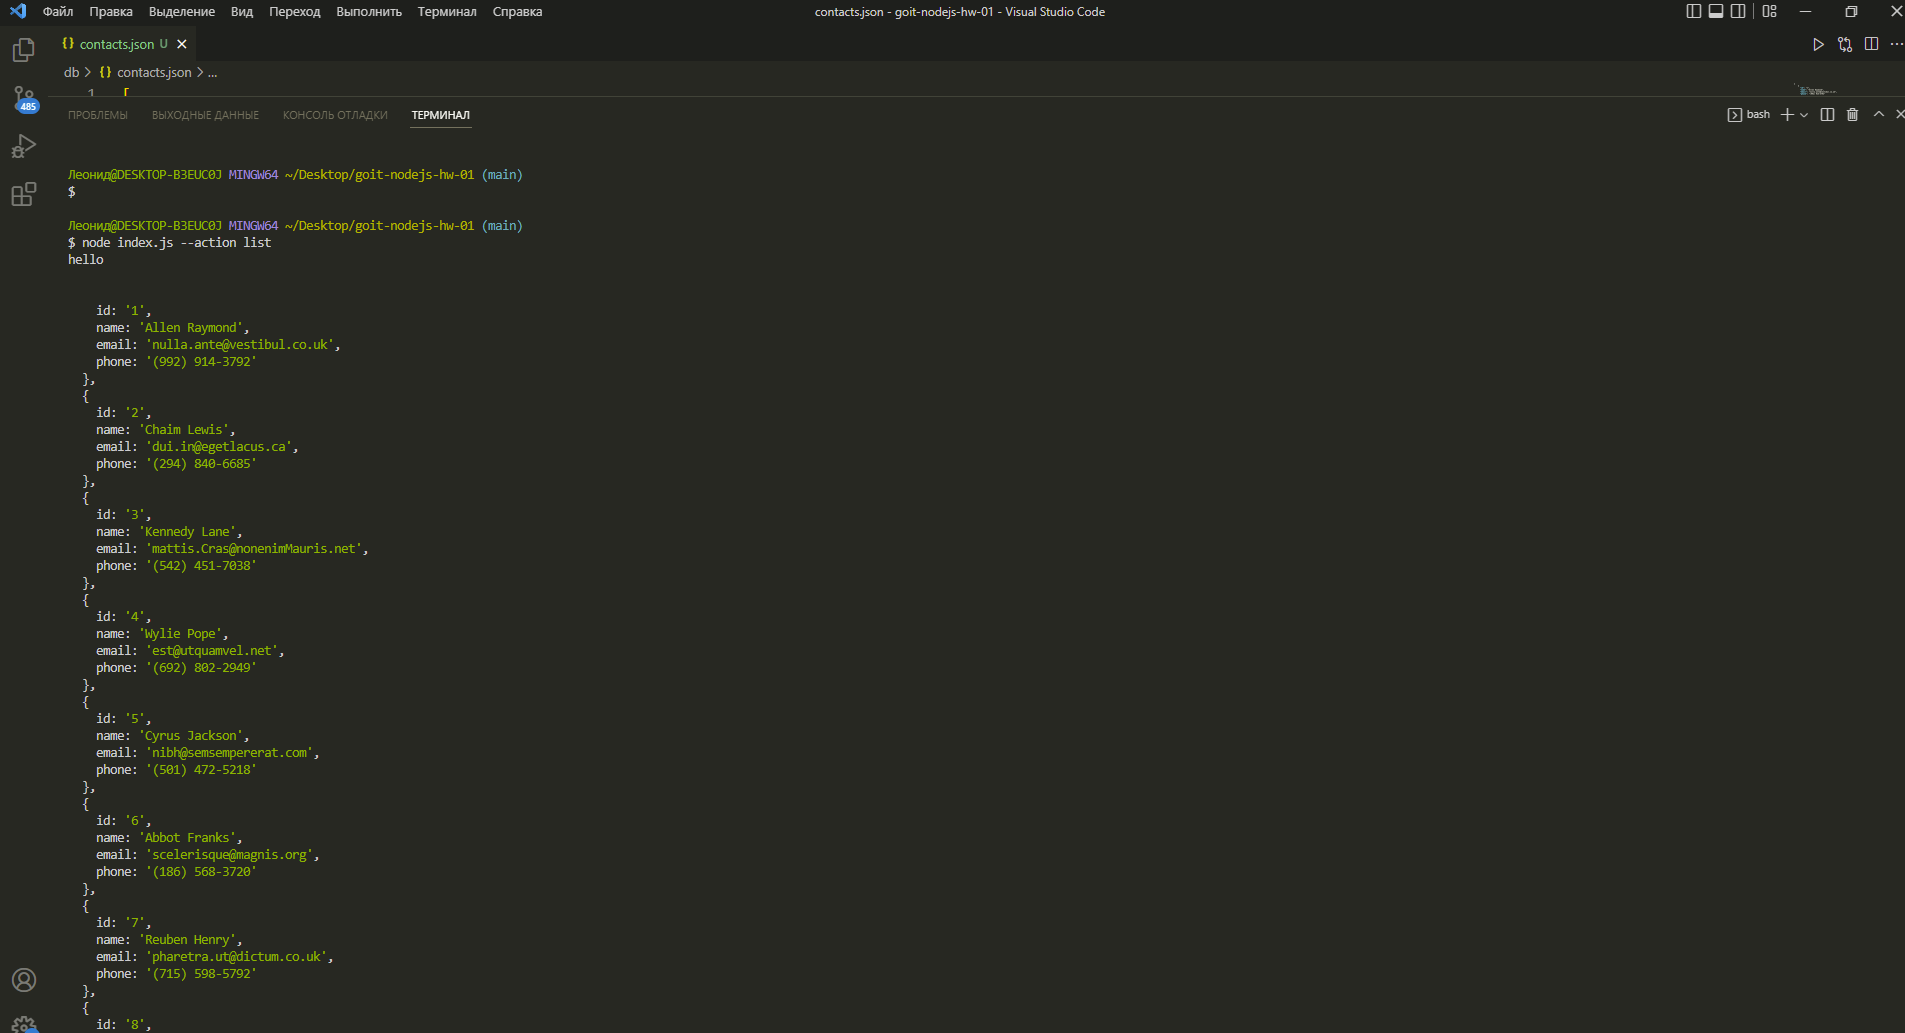 Файл Правка Выделение Вид Переход Выполнить Терминал Справка contacts.json - goit-nodejs-hw-01 - Visual Studio Code
{} contacts.json U
db > {} contacts.json > ...
1 [
485
ПРОБЛЕМЫ ВЫХОДНЫЕ ДАННЫЕ КОНСОЛЬ ОТЛАДКИ ТЕРМИНАЛ bash
Леонид@DESKTOP-B3EUC0J MINGW64 ~/Desktop/goit-nodejs-hw-01 (main)
$
Леонид@DESKTOP-B3EUC0J MINGW64 ~/Desktop/goit-nodejs-hw-01 (main)
$ node index.js --action list
hello
id: '1',
name: 'Allen Raymond',
email: 'nulla.ante@vestibul.co.uk',
phone: '(992) 914-3792'
},
{
id: '2',
name: 'Chaim Lewis',
email: 'dui.in@egetlacus.ca',
phone: '(294) 840-6685'
},
{
id: '3',
name: 'Kennedy Lane',
email: 'mattis.Cras@nonenimMauris.net',
phone: '(542) 451-7038'
},
{
id: '4',
name: 'Wylie Pope',
email: 'est@utquamvel.net',
phone: '(692) 802-2949'
},
{
id: '5',
name: 'Cyrus Jackson',
email: 'nibh@semsempererat.com',
phone: '(501) 472-5218'
},
{
id: '6',
name: 'Abbot Franks',
email: 'scelerisque@magnis.org',
phone: '(186) 568-3720'
},
{
id: '7',
name: 'Reuben Henry',
email: 'pharetra.ut@dictum.co.uk',
phone: '(715) 598-5792'
},
{
id: '8',